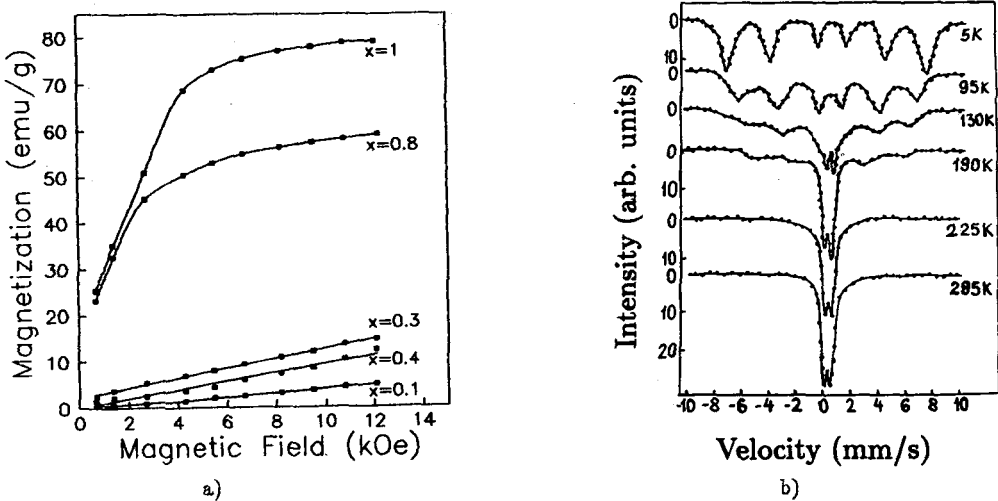 Magnetization (emu/g)
80
70
60
50
40
30
20
10
0
x=1
x=0.8
x=0.3
x=0.4
x=0.1
0 2 4 6 8 10 12 14
Magnetic Field (kOe)
a)
Intensity (arb. units)
0
10
0
0
0
10
0
10
0
10
20
5K
95K
130K
190K
225K
285K
-10 -8 -6 -4 -2 0 2 4 6 8 10
Velocity (mm/s)
b)